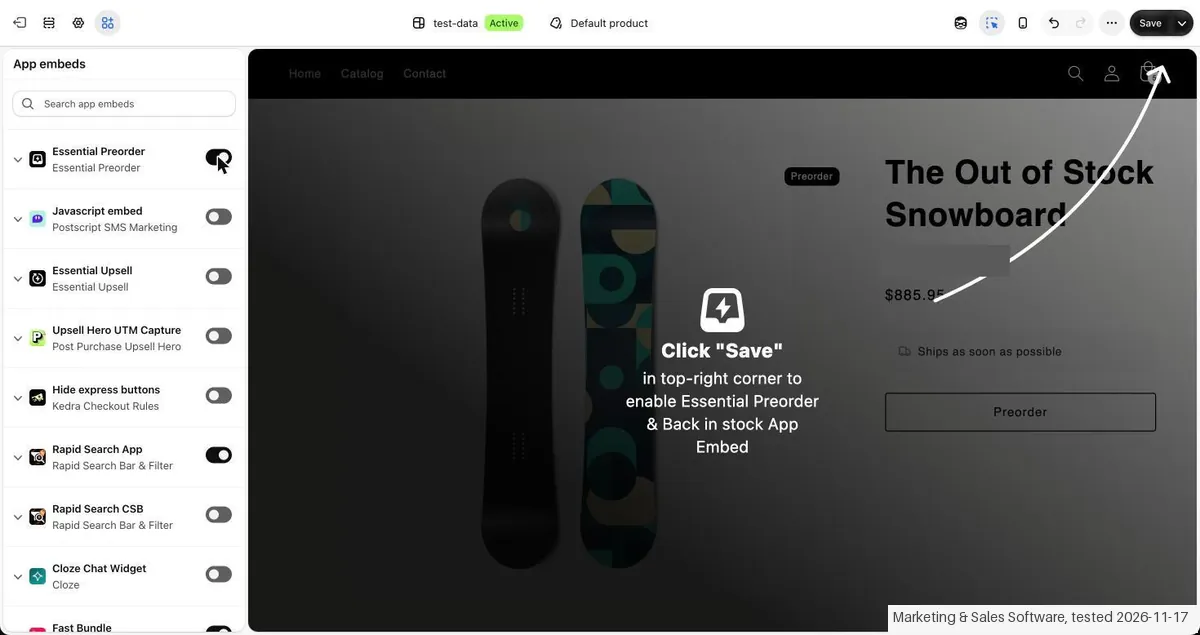 test-data Active Default product Save
App embeds
Search app embeds
Essential Preorder
Essential Preorder
Javascript embed
Postscript SMS Marketing
Essential Upsell
Essential Upsell
Upsell Hero UTM Capture
Post Purchase Upsell Hero
Hide express buttons
Kedra Checkout Rules
Rapid Search App
Rapid Search Bar & Filter
Rapid Search CSB
Rapid Search Bar & Filter
Cloze Chat Widget
Cloze
Fast Bundle
Home Catalog Contact
Preorder
The Out of Stock
Snowboard
$885.95
Ships as soon as possible
Preorder
Click "Save"
in top-right corner to
enable Essential Preorder
& Back in stock App
Embed
Marketing & Sales Software, tested 2026-11-17